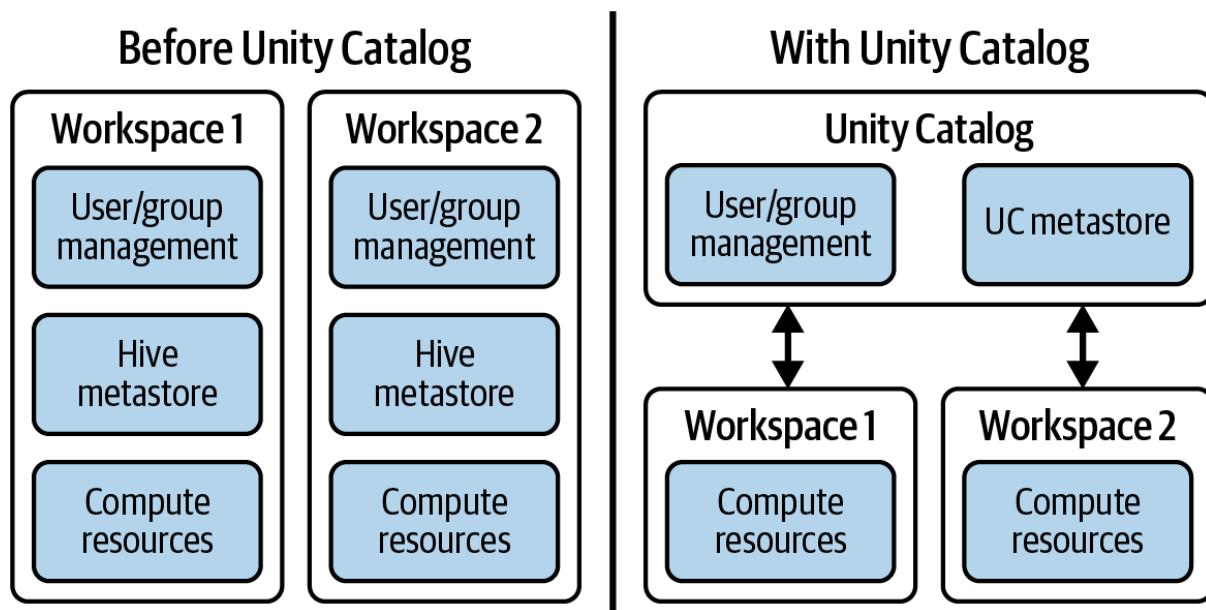 Before Unity Catalog
Workspace 1
User/group
management
Hive
metastore
Compute
resources
Workspace 2
User/group
management
Hive
metastore
Compute
resources
With Unity Catalog
Unity Catalog
User/group
management
UC metastore
Workspace 1
Compute
resources
Workspace 2
Compute
resources